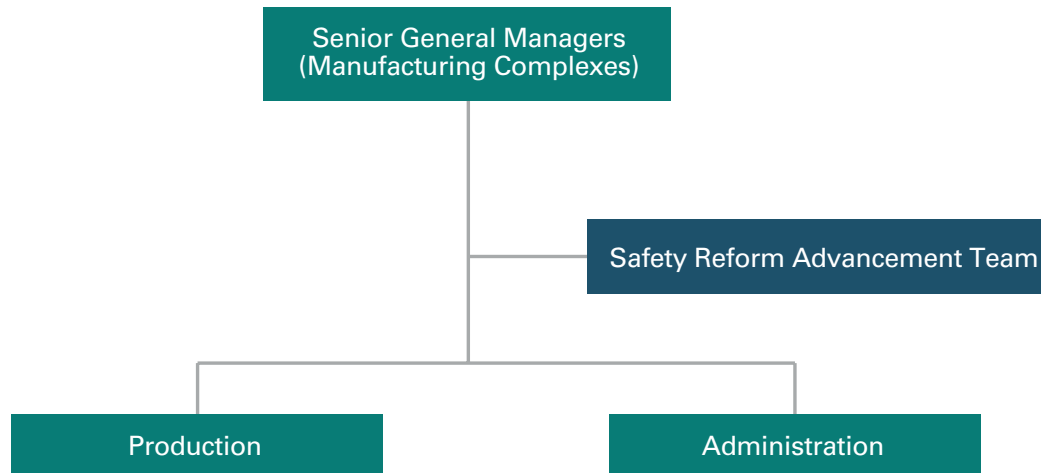 Senior General Managers
(Manufacturing Complexes)
Safety Reform Advancement Team
Production
Administration